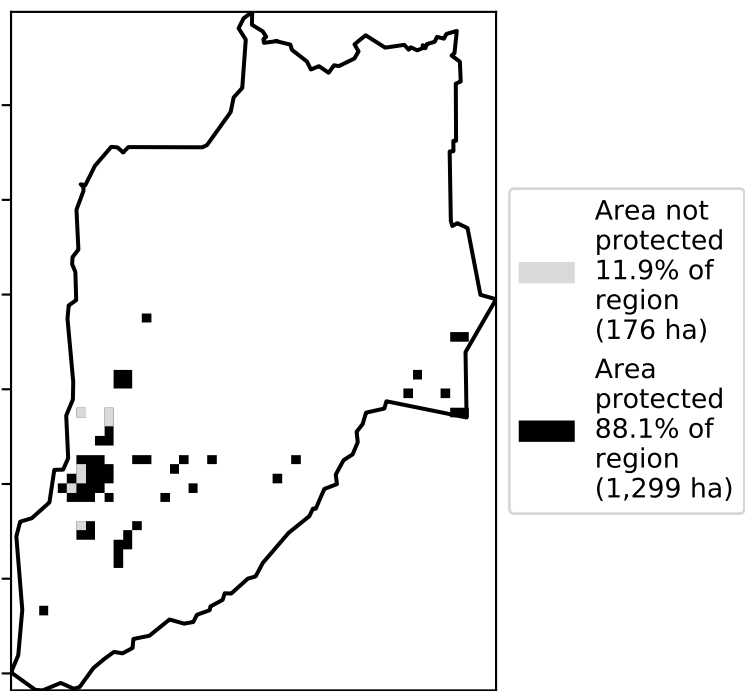 Area not
protected
11.9% of
region
(176 ha)
Area
protected
88.1% of
region
(1,299 ha)